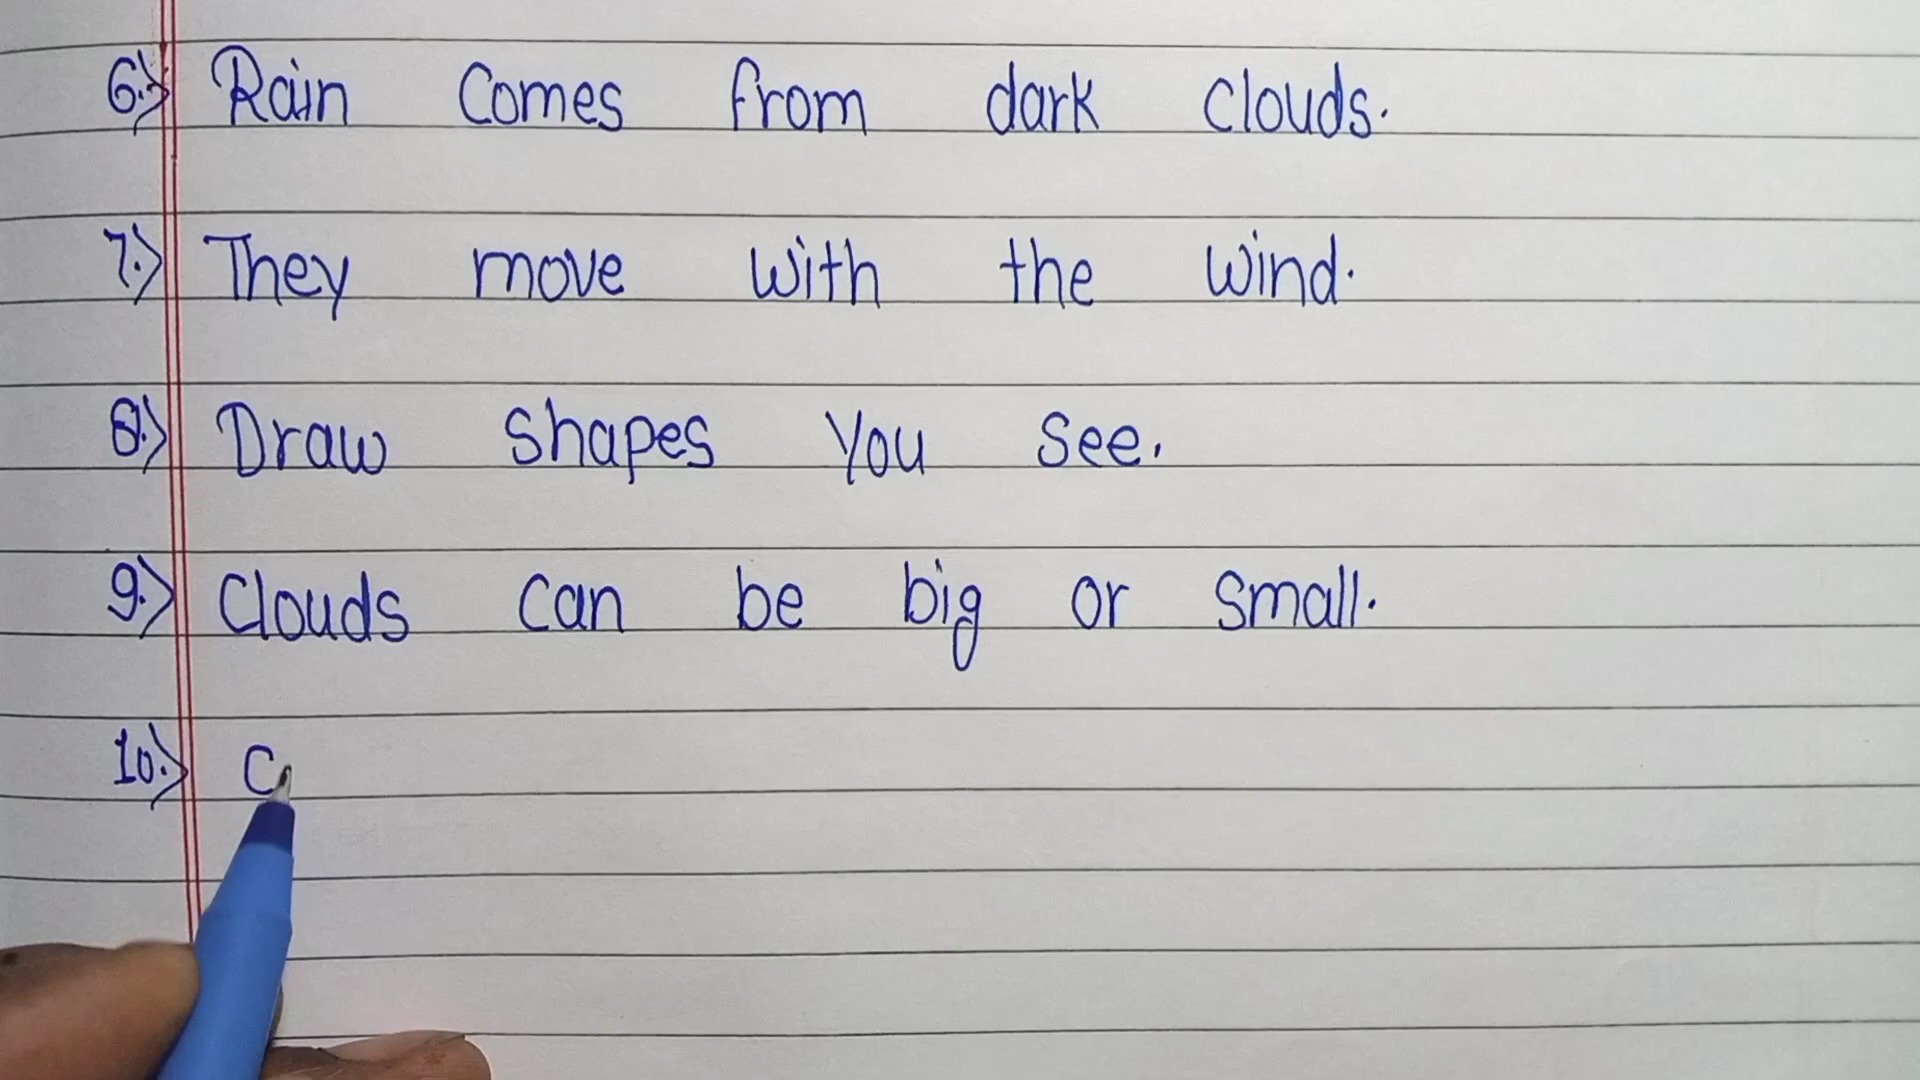 6.) Rain Comes from dark clouds.
7.) They move with the wind.
8.) Draw shapes you see.
9.) Clouds can be big or small.
10.) C